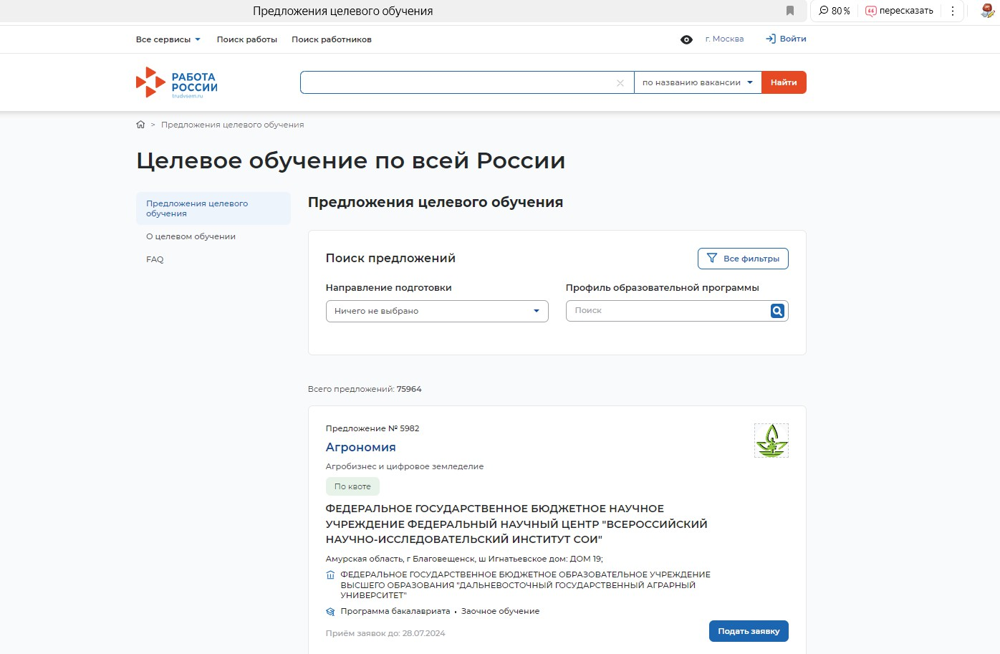 Предложения целевого обучения
80 %
пересказать
Все сервисы
Поиск работы
Поиск работников
г. Москва
Войти
РАБОТА
РОССИИ
trudvsem.ru
по названию вакансии
Найти
> Предложения целевого обучения
Целевое обучение по всей России
Предложения целевого
обучения
О целевом обучении
FAQ
Предложения целевого обучения
Поиск предложений
Все фильтры
Направление подготовки
Профиль образовательной программы
Ничего не выбрано
Поиск
Всего предложений: 75964
Предложение № 5982
Агрономия
Агробизнес и цифровое земледелие
По квоте
ФЕДЕРАЛЬНОЕ ГОСУДАРСТВЕННОЕ БЮДЖЕТНОЕ НАУЧНОЕ
УЧРЕЖДЕНИЕ ФЕДЕРАЛЬНЫЙ НАУЧНЫЙ ЦЕНТР "ВСЕРОССИЙСКИЙ
НАУЧНО-ИССЛЕДОВАТЕЛЬСКИЙ ИНСТИТУТ СОИ"
Амурская область, г Благовещенск, ш Игнатьевское дом: ДОМ 19;
ФЕДЕРАЛЬНОЕ ГОСУДАРСТВЕННОЕ БЮДЖЕТНОЕ ОБРАЗОВАТЕЛЬНОЕ УЧРЕЖДЕНИЕ
ВЫСШЕГО ОБРАЗОВАНИЯ "ДАЛЬНЕВОСТОЧНЫЙ ГОСУДАРСТВЕННЫЙ АГРАРНЫЙ
УНИВЕРСИТЕТ"
Программа бакалавриата • Заочное обучение
Приём заявок до: 28.07.2024
Подать заявку